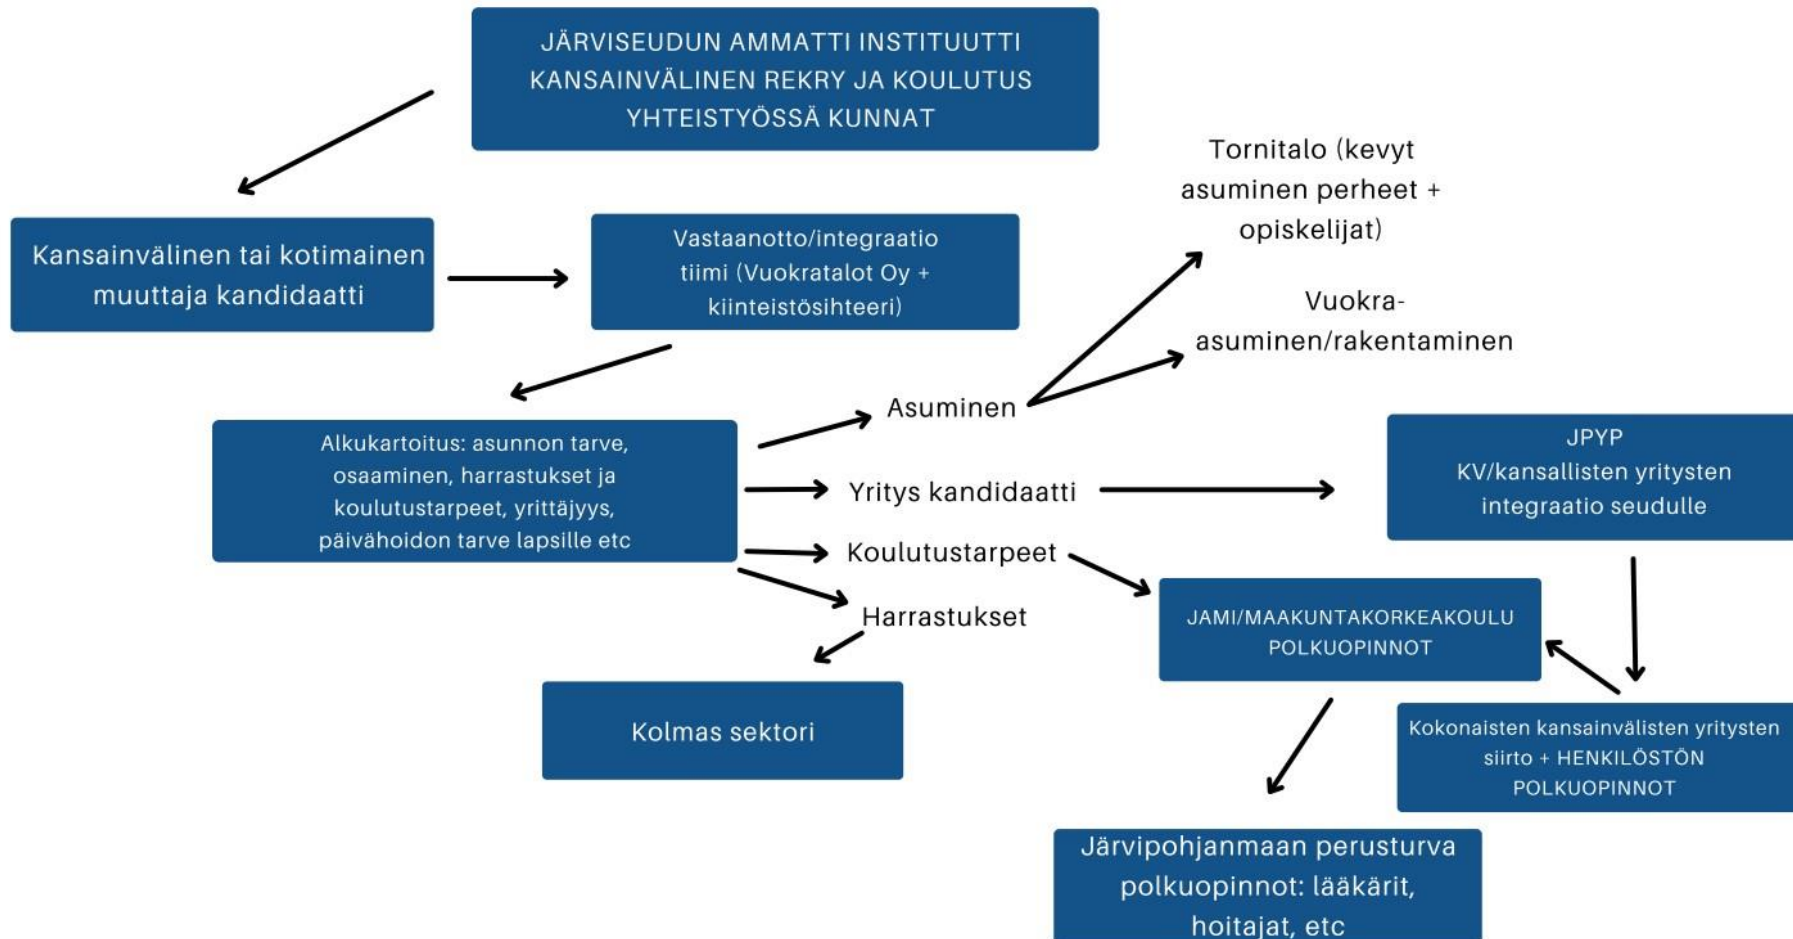 JÄRVISEUDUN AMMATTI INSTITUUTTI
KANSAINVÄLINEN REKRY JA KOULUTUS
YHTEISTYÖSSÄ KUNNAT
Kansainvälinen tai kotimainen
muuttaja kandidaatti
Vastaanotto/integraatio
tiimi (Vuokratalot Oy +
kiinteistösihteeri)
Tornitalo (kevyt
asuminen perheet +
opiskelijat)
Vuokra-
asuminen/rakentaminen
Asuminen
Alkukartoitus: asunnon tarve,
osaaminen, harrastukset ja
koulutustarpeet, yrittäjyys,
päivähoidon tarve lapsille etc
Yritys kandidaatti
Koulutustarpeet
Harrastukset
JPYP
KV/kansallisten yritysten
integraatio seudulle
JAMI/MAAKUNTAKORKEAKOULU
POLKUOPINNOT
Kolmas sektori
Kokonaisten kansainvälisten yritysten
siirto + HENKILÖSTÖN
POLKUOPINNOT
Järvipohjanmaan perusturva
polkuopinnot: lääkärit,
hoitajat, etc